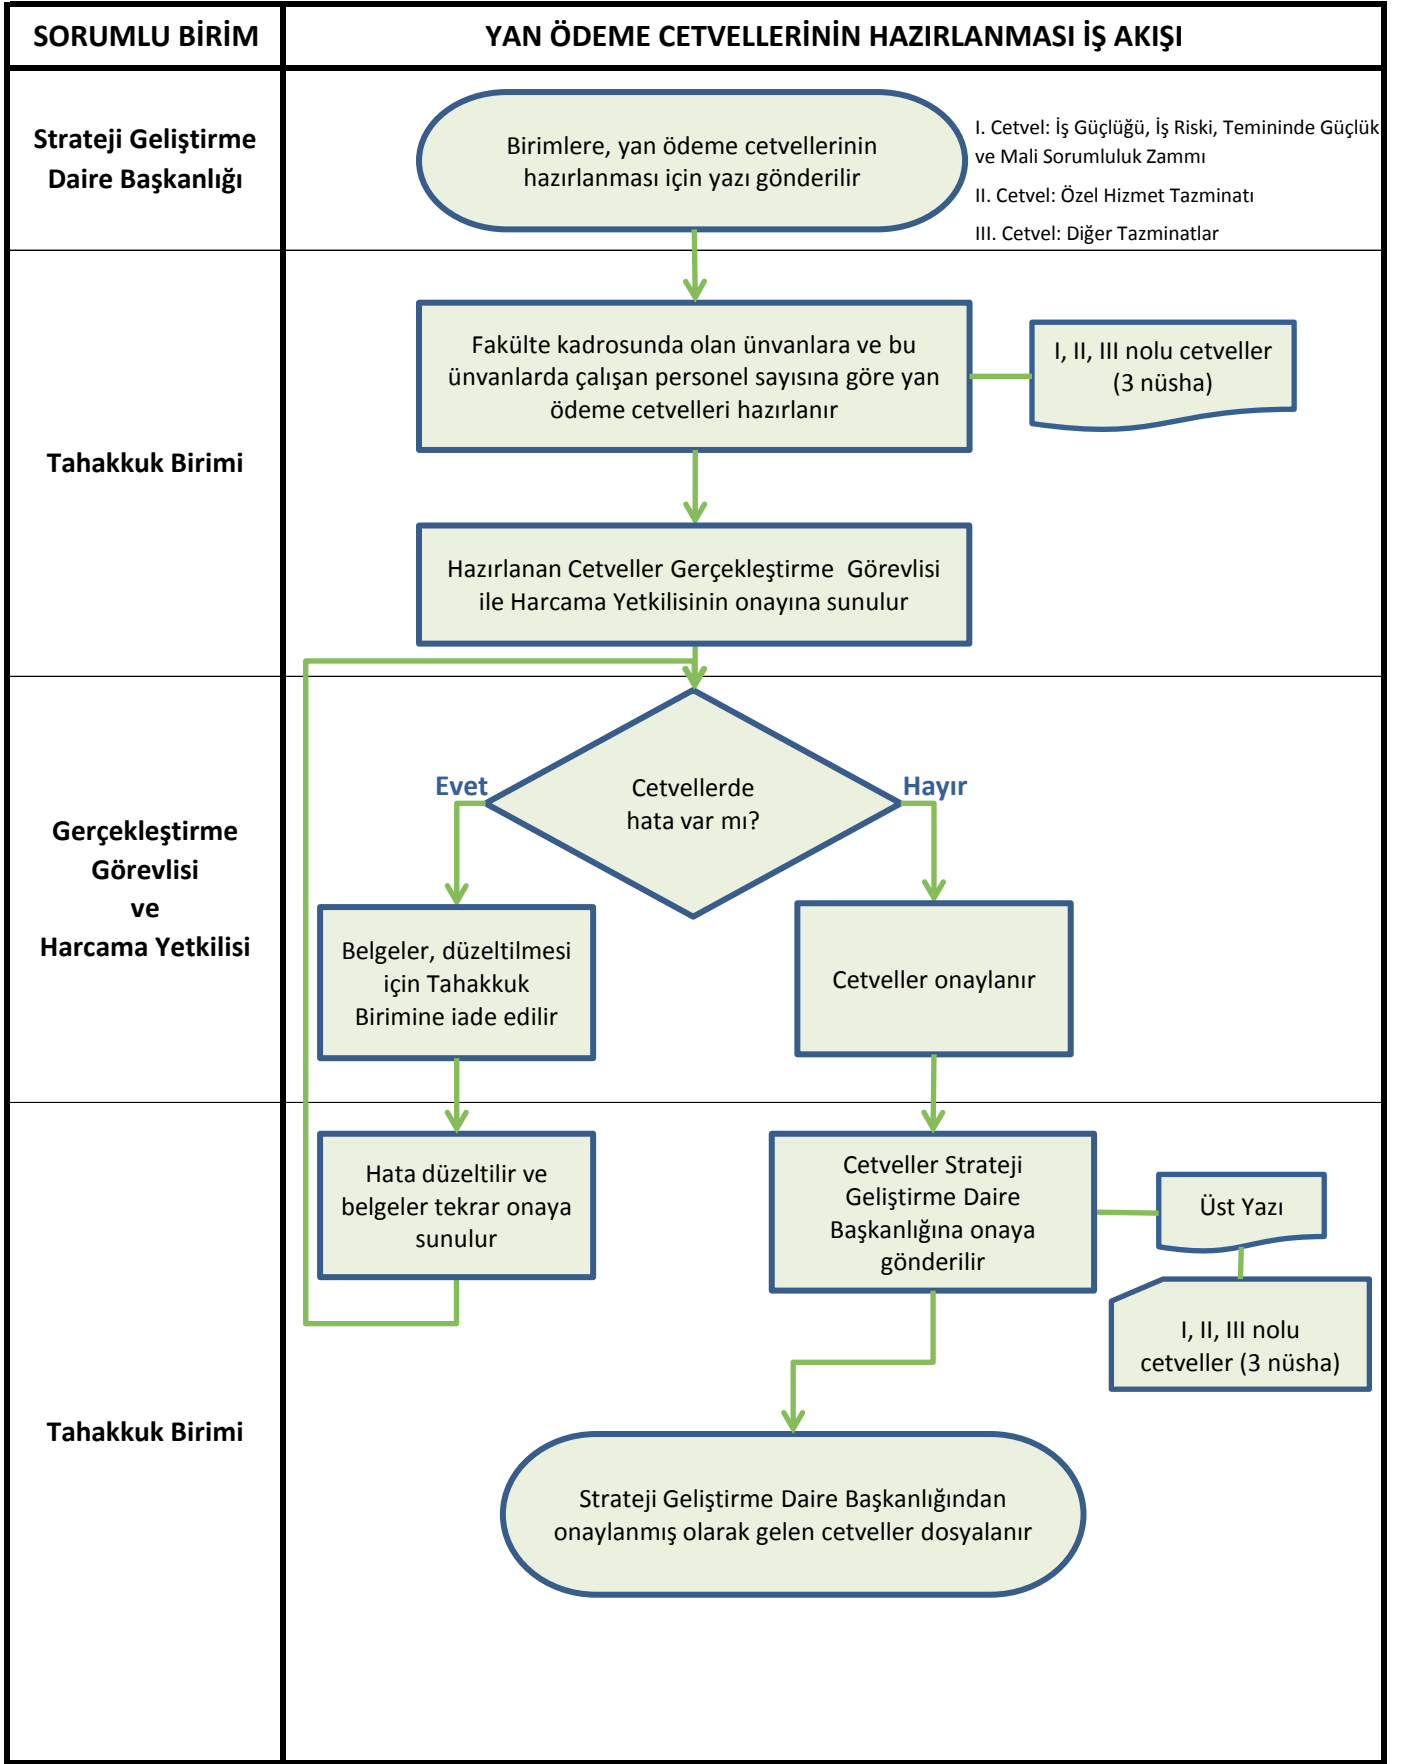 SORUMLU BİRİM
YAN ÖDEME CETVELLERİNİN HAZIRLANMASI İŞ AKIŞI
Strateji Geliştirme
Daire Başkanlığı
Birimlere, yan ödeme cetvellerinin
hazırlanması için yazı gönderilir
I. Cetvel: İş Güçlüğü, İş Riski, Temininde Güçlük
ve Mali Sorumluluk Zammı
II. Cetvel: Özel Hizmet Tazminatı
III. Cetvel: Diğer Tazminatlar
Tahakkuk Birimi
Fakülte kadrosunda olan ünvanlara ve bu
ünvanlarda çalışan personel sayısına göre yan
ödeme cetvelleri hazırlanır
I, II, III nolu cetveller
(3 nüsha)
Hazırlanan Cetveller Gerçekleştirme  Görevlisi
ile Harcama Yetkilisinin onayına sunulur
Gerçekleştirme
Görevlisi
ve
Harcama Yetkilisi
Evet
Cetvellerde
hata var mı?
Hayır
Belgeler, düzeltilmesi
için Tahakkuk
Birimine iade edilir
Cetveller onaylanır
Tahakkuk Birimi
Hata düzeltilir ve
belgeler tekrar onaya
sunulur
Cetveller Strateji
Geliştirme Daire
Başkanlığına onaya
gönderilir
Üst Yazı
I, II, III nolu
cetveller (3 nüsha)
Strateji Geliştirme Daire Başkanlığından
onaylanmış olarak gelen cetveller dosyalanır